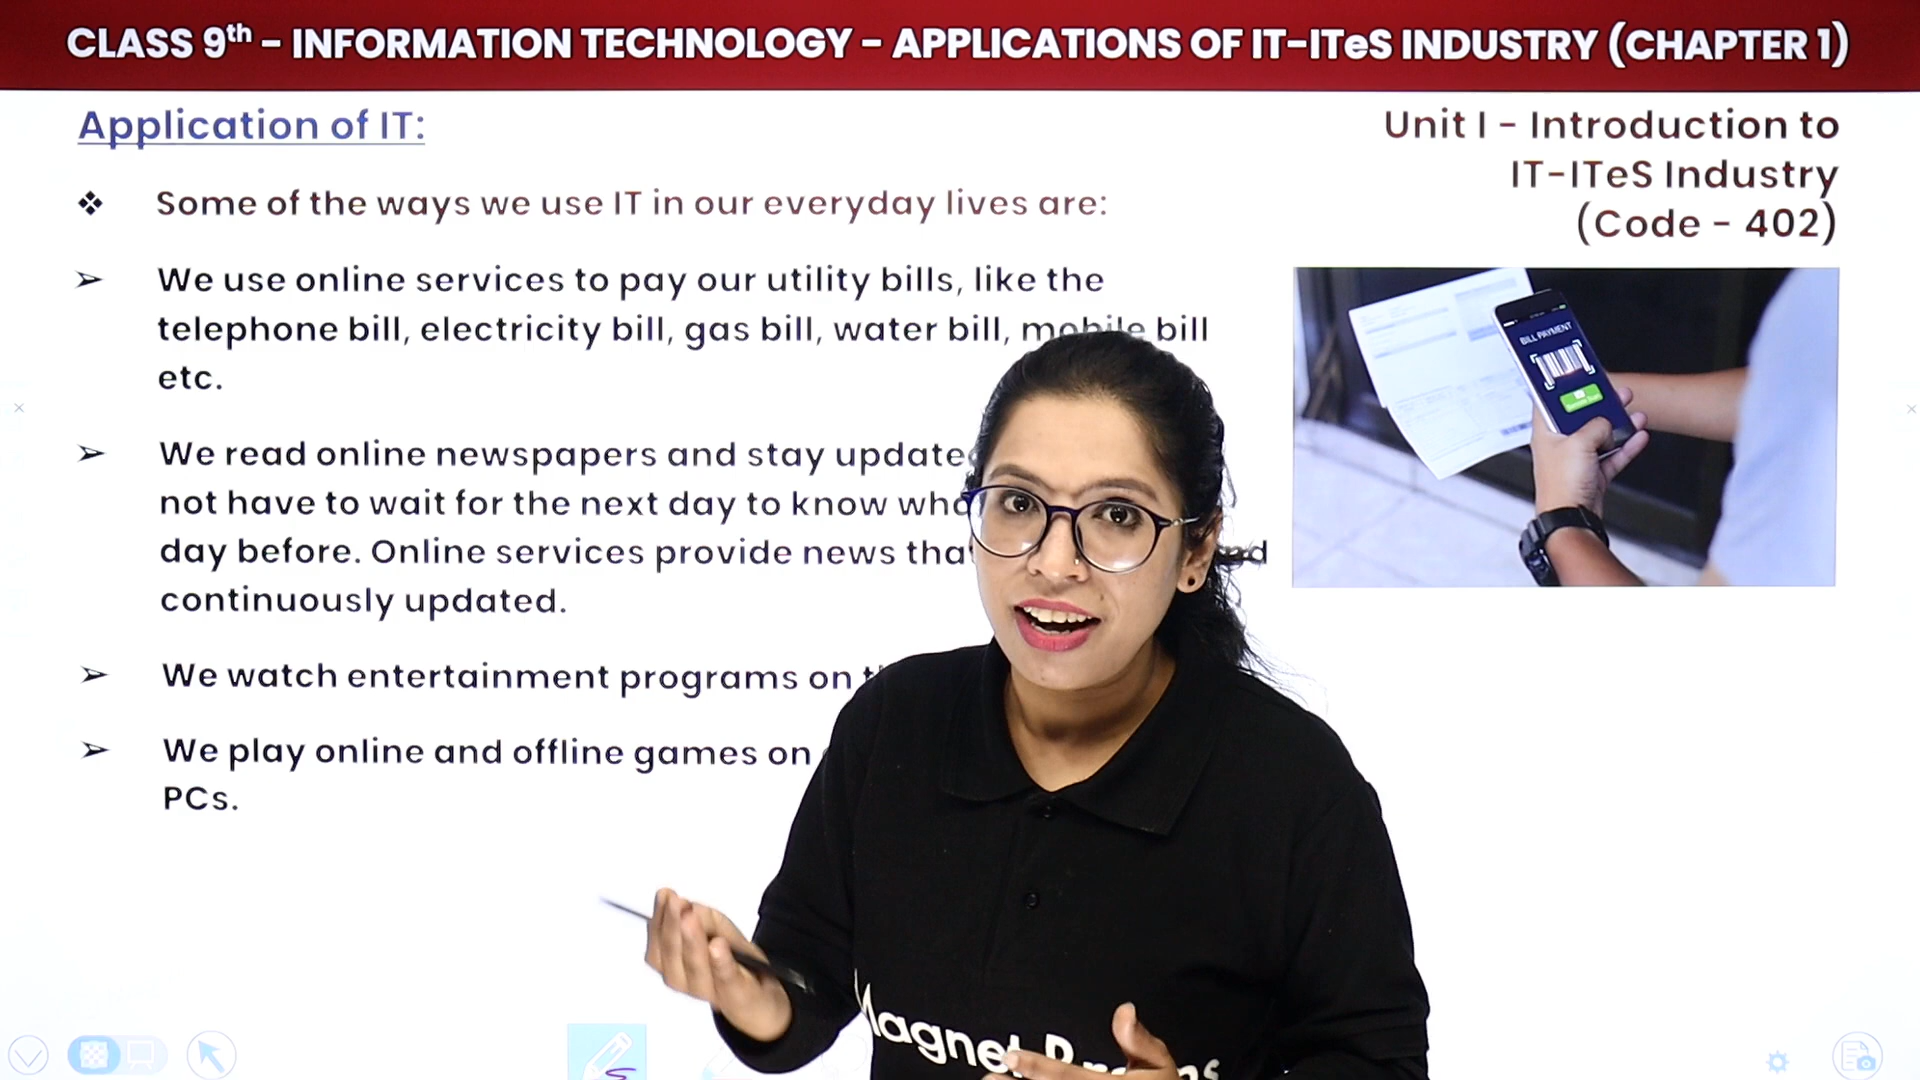 CLASS 9th - INFORMATION TECHNOLOGY - APPLICATIONS OF IT-ITeS INDUSTRY (CHAPTER 1)
Application of IT:
Unit I - Introduction to
IT-ITeS Industry
(Code - 402)
❖ Some of the ways we use IT in our everyday lives are:
➢ We use online services to pay our utility bills, like the
telephone bill, electricity bill, gas bill, water bill, mobile bill
etc.
➢ We read online newspapers and stay
not have to wait for the next day to know
day before. Online services provide news
continuously updated.
➢ We watch entertainment programs on
➢ We play online and offline games on
PCs.
BILL PAYMENT